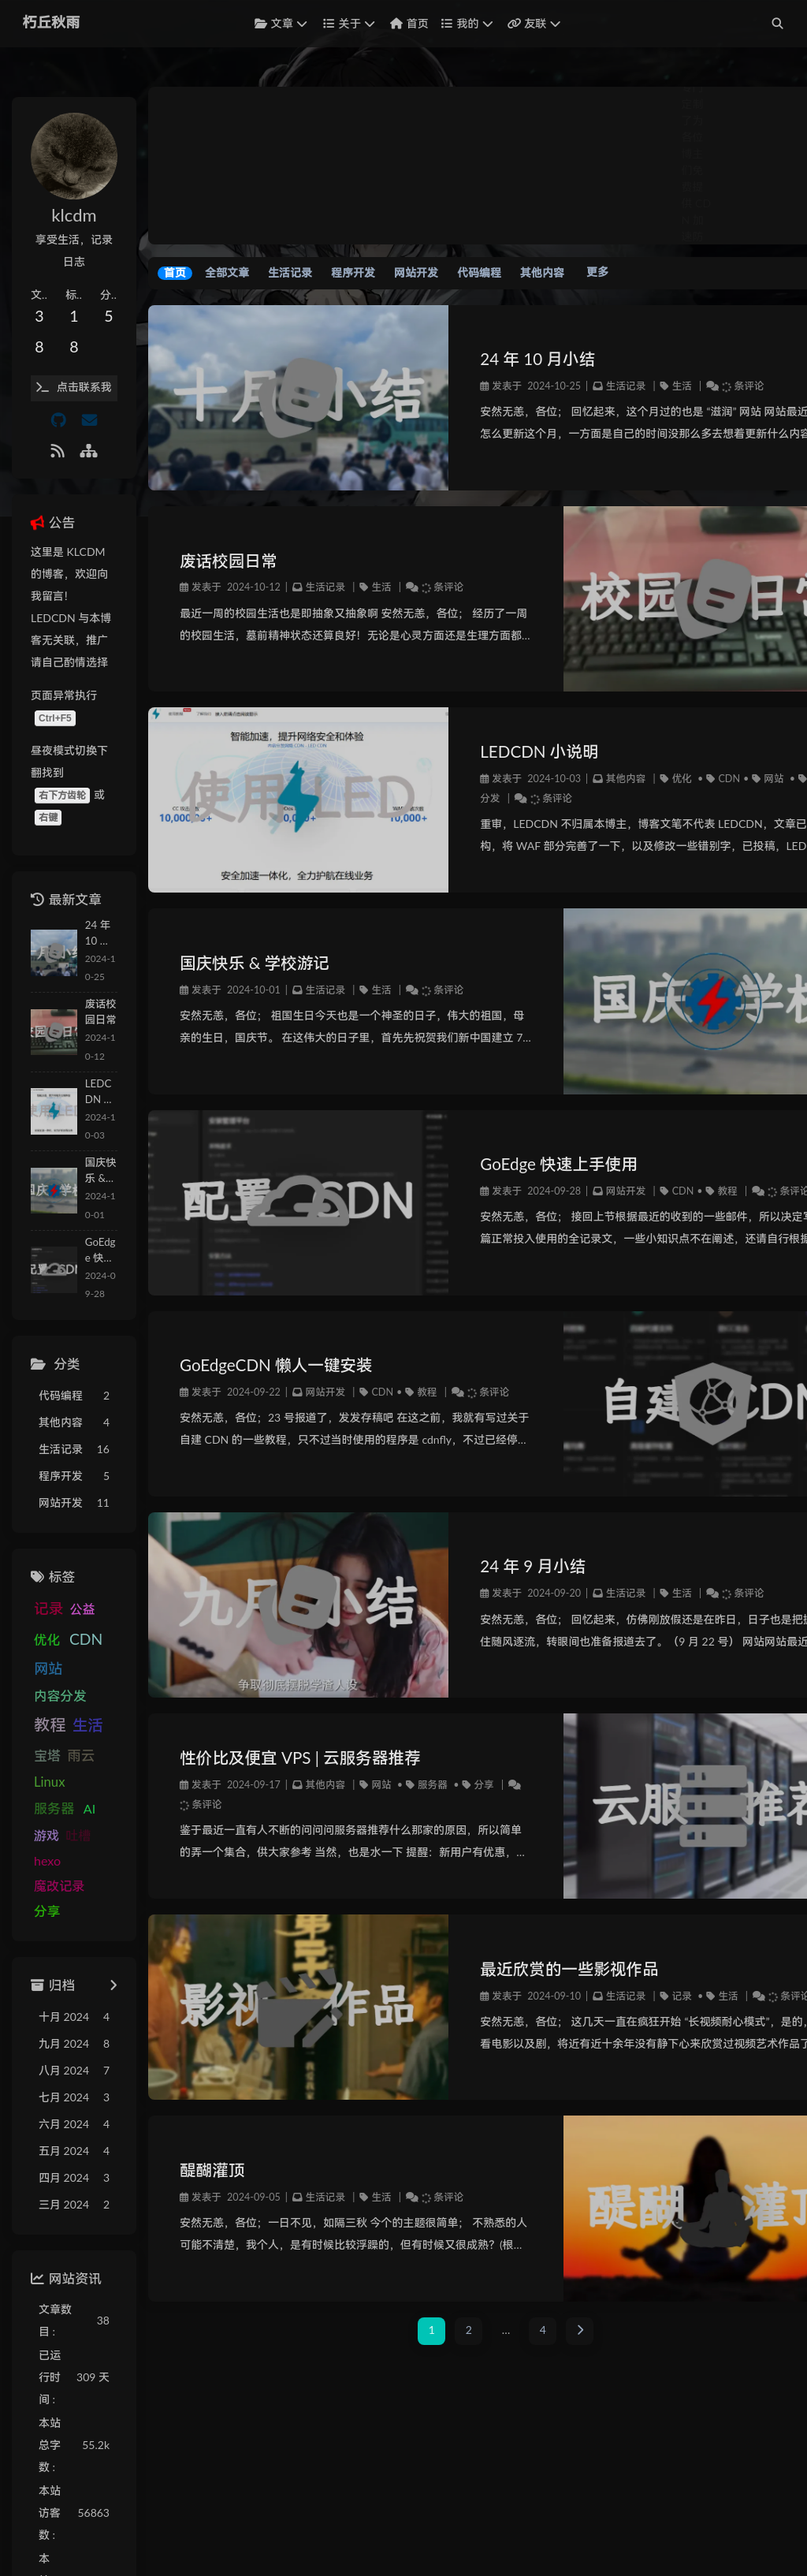 朽丘秋雨
文章
关于
首页
我的
友联
klcdm
享受生活，记录
日志
文..
标..
分..
3
8
1
8
5
点击联系我
公告
这里是 KLCDM
的博客，欢迎向
我留言！
LEDCDN 与本博
客无关联，推广
请自己酌情选择
页面异常执行
Ctrl+F5
昼夜模式切换下
翻找到
右下方齿轮 或
右键
最新文章
24 年
10 ...
2024-1
0-25
废话校
园日常
2024-1
0-12
LEDC
DN ...
2024-1
0-03
国庆快
乐 &...
2024-1
0-01
GoEdg
e 快...
2024-0
9-28
分类
代码编程 2
其他内容 4
生活记录 16
程序开发 5
网站开发 11
标签
记录 公益
优化 CDN
网站
内容分发
教程 生活
宝塔 雨云
Linux
服务器 AI
游戏 吐槽
hexo
魔改记录
分享
归档
十月 2024 4
九月 2024 8
八月 2024 7
七月 2024 3
六月 2024 4
五月 2024 4
四月 2024 3
三月 2024 2
网站资讯
文章数
目 : 38
已运
行时
间 : 309 天
本站
总字
数 : 55.2k
本站
访客
数 : 56863
本
首页 全部文章 生活记录 程序开发 网站开发 代码编程 其他内容 更多
十月小结
24 年 10 月小结
发表于 2024-10-25 | 生活记录 | 生活 | 条评论
安然无恙，各位； 回忆起来，这个月过的也是 “滋润” 网站 网站最近
怎么更新这个月，一方面是自己的时间没那么多去想着更新什么内容
废话校园日常
发表于 2024-10-12 | 生活记录 | 生活 | 条评论
最近一周的校园生活也是即抽象又抽象啊 安然无恙，各位； 经历了一周
的校园生活，墓前精神状态还算良好！无论是心灵方面还是生理方面都...
校园日常
智能加速，提升网络安全和体验
使用LED
10,000,00+
10,000+
安全加速一体化，全力护航在线业务
LEDCDN 小说明
发表于 2024-10-03 | 其他内容 | 优化 • CDN • 网站 •
分发 | 条评论
重审，LEDCDN 不归属本博主，博客文笔不代表 LEDCDN，文章已
构，将 WAF 部分完善了一下，以及修改一些错别字，已投稿，LED
国庆快乐 & 学校游记
发表于 2024-10-01 | 生活记录 | 生活 | 条评论
安然无恙，各位； 祖国生日今天也是一个神圣的日子，伟大的祖国，母
亲的生日，国庆节。 在这伟大的日子里，首先先祝贺我们新中国建立 7...
国庆 学校
配置CSDN
GoEdge 快速上手使用
发表于 2024-09-28 | 网站开发 | CDN • 教程 | 条评论
安然无恙，各位； 接回上节根据最近的收到的一些邮件，所以决定写
篇正常投入使用的全记录文，一些小知识点不在阐述，还请自行根据
GoEdgeCDN 懒人一键安装
发表于 2024-09-22 | 网站开发 | CDN • 教程 | 条评论
安然无恙，各位；23 号报道了，发发存稿吧 在这之前，我就有写过关于
自建 CDN 的一些教程，只不过当时使用的程序是 cdnfly，不过已经停...
自建CDN
九月小结
争取彻底摆脱学渣人设
24 年 9 月小结
发表于 2024-09-20 | 生活记录 | 生活 | 条评论
安然无恙，各位； 回忆起来，仿佛刚放假还是在昨日，日子也是把握
住随风逐流，转眼间也准备报道去了。（9 月 22 号） 网站网站最近
性价比及便宜 VPS | 云服务器推荐
发表于 2024-09-17 | 其他内容 | 网站 • 服务器 • 分享 |
条评论
鉴于最近一直有人不断的问问问服务器推荐什么那家的原因，所以简单
的弄一个集合，供大家参考 当然，也是水一下 提醒：新用户有优惠，...
云服务推荐
影视作品
最近欣赏的一些影视作品
发表于 2024-09-10 | 生活记录 | 记录 • 生活 | 条评论
安然无恙，各位； 这几天一直在疯狂开始 “长视频耐心模式”，是的，
看电影以及剧，将近有近十余年没有静下心来欣赏过视频艺术作品了
醍醐灌顶
发表于 2024-09-05 | 生活记录 | 生活 | 条评论
安然无恙，各位；一日不见，如隔三秋 今个的主题很简单； 不熟悉的人
可能不清楚，我个人，是有时候比较浮躁的，但有时候又很成熟？(根...
醍醐灌顶
1 2 ... 4